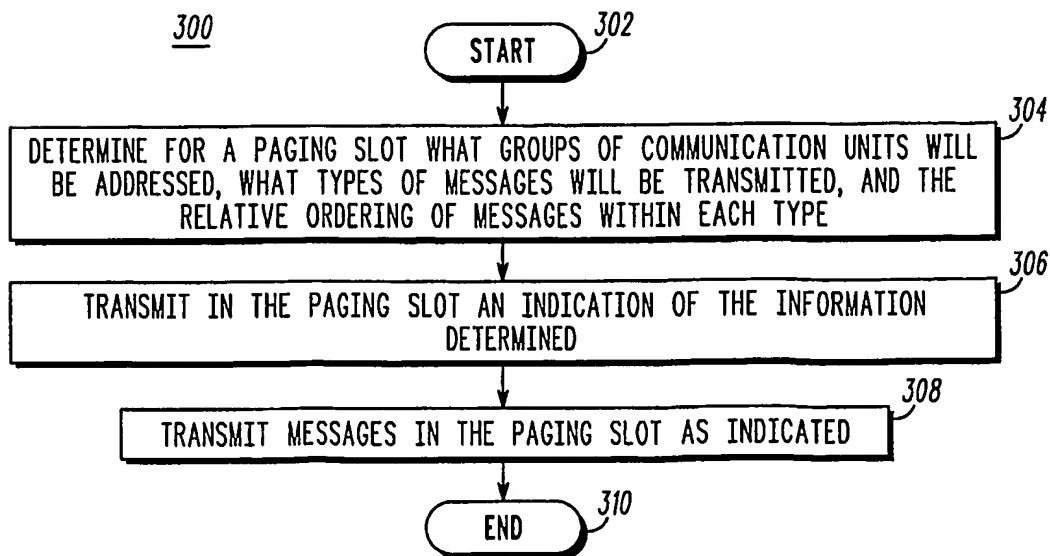 300
START
302
304
DETERMINE FOR A PAGING SLOT WHAT GROUPS OF COMMUNICATION UNITS WILL
BE ADDRESSED, WHAT TYPES OF MESSAGES WILL BE TRANSMITTED, AND THE
RELATIVE ORDERING OF MESSAGES WITHIN EACH TYPE
306
TRANSMIT IN THE PAGING SLOT AN INDICATION OF THE INFORMATION
DETERMINED
308
TRANSMIT MESSAGES IN THE PAGING SLOT AS INDICATED
END
310